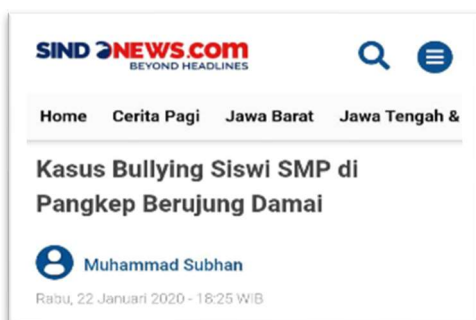 SINDONEWS.COM
BEYOND HEADLINES
Home Cerita Pagi Jawa Barat Jawa Tengah &
Kasus Bullying Siswi SMP di
Pangkep Berujung Damai
Muhammad Subhan
Rabu, 22 Januari 2020 - 18:25 WIB